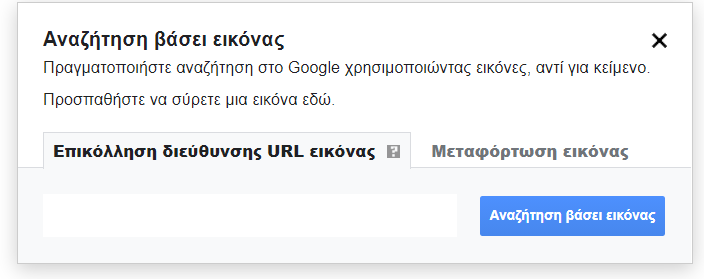 Αναζήτηση βάσει εικόνας
Πραγματοποιήστε αναζήτηση στο Google χρησιμοποιώντας εικόνες, αντί για κείμενο.
Προσπαθήστε να σύρετε μια εικόνα εδώ.
Επικόλληση διεύθυνσης URL εικόνας ? Μεταφόρτωση εικόνας
Αναζήτηση βάσει εικόνας